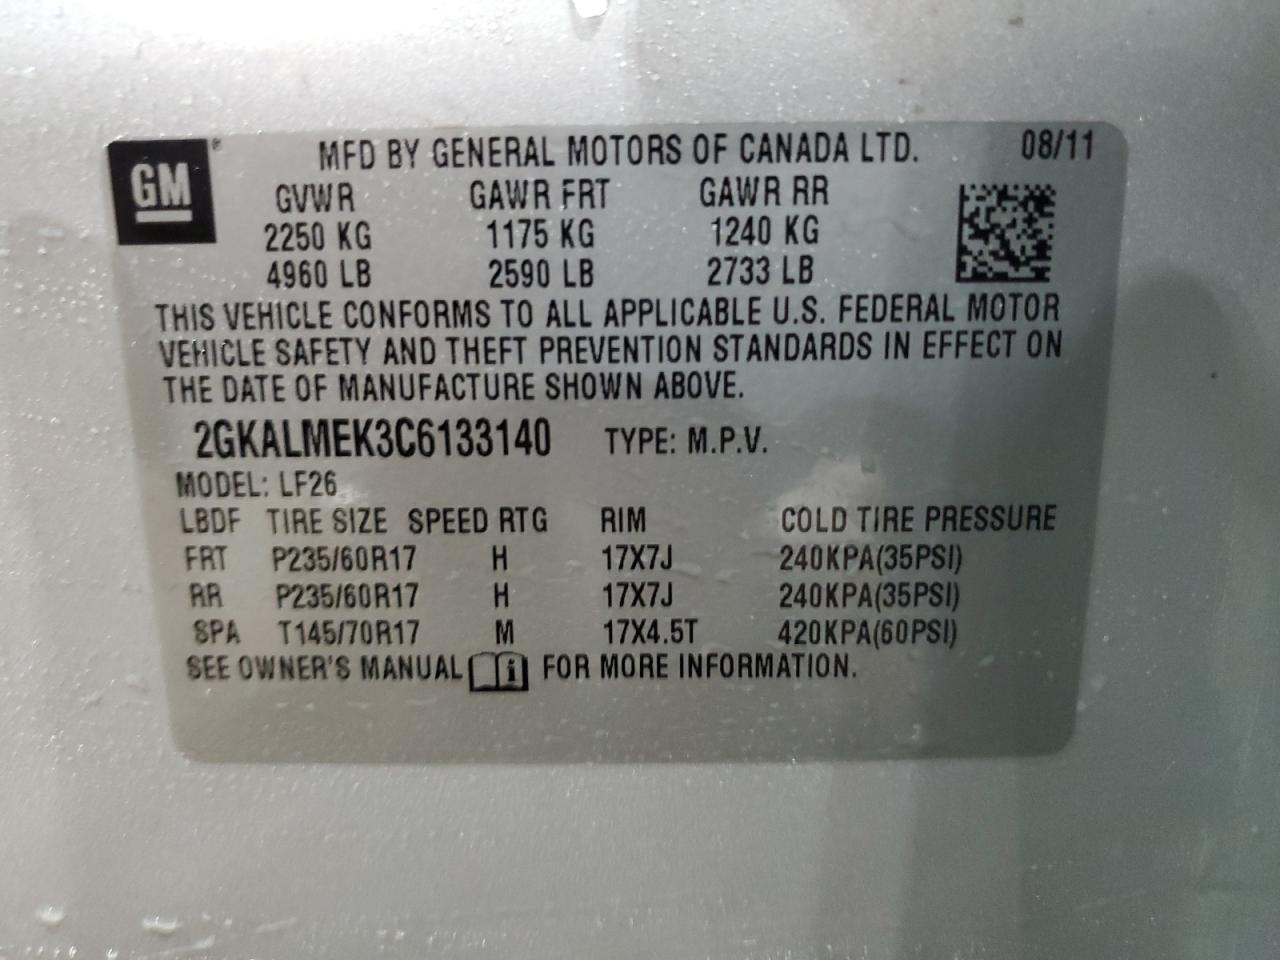 GM® MFD BY GENERAL MOTORS OF CANADA LTD. 08/11
GVWR GAWR FRT GAWR RR
2250 KG 1175 KG 1240 KG
4960 LB 2590 LB 2733 LB
THIS VEHICLE CONFORMS TO ALL APPLICABLE U.S. FEDERAL MOTOR
VEHICLE SAFETY AND THEFT PREVENTION STANDARDS IN EFFECT ON
THE DATE OF MANUFACTURE SHOWN ABOVE.
2GKALMEK3C6133140 TYPE: M.P.V.
MODEL: LF26
LBDF TIRE SIZE SPEED RTG RIM COLD TIRE PRESSURE
FRT P235/60R17 H 17X7J 240KPA(35PSI)
RR P235/60R17 H 17X7J 240KPA(35PSI)
SPA T145/70R17 M 17X4.5T 420KPA(60PSI)
SEE OWNER'S MANUAL i FOR MORE INFORMATION.